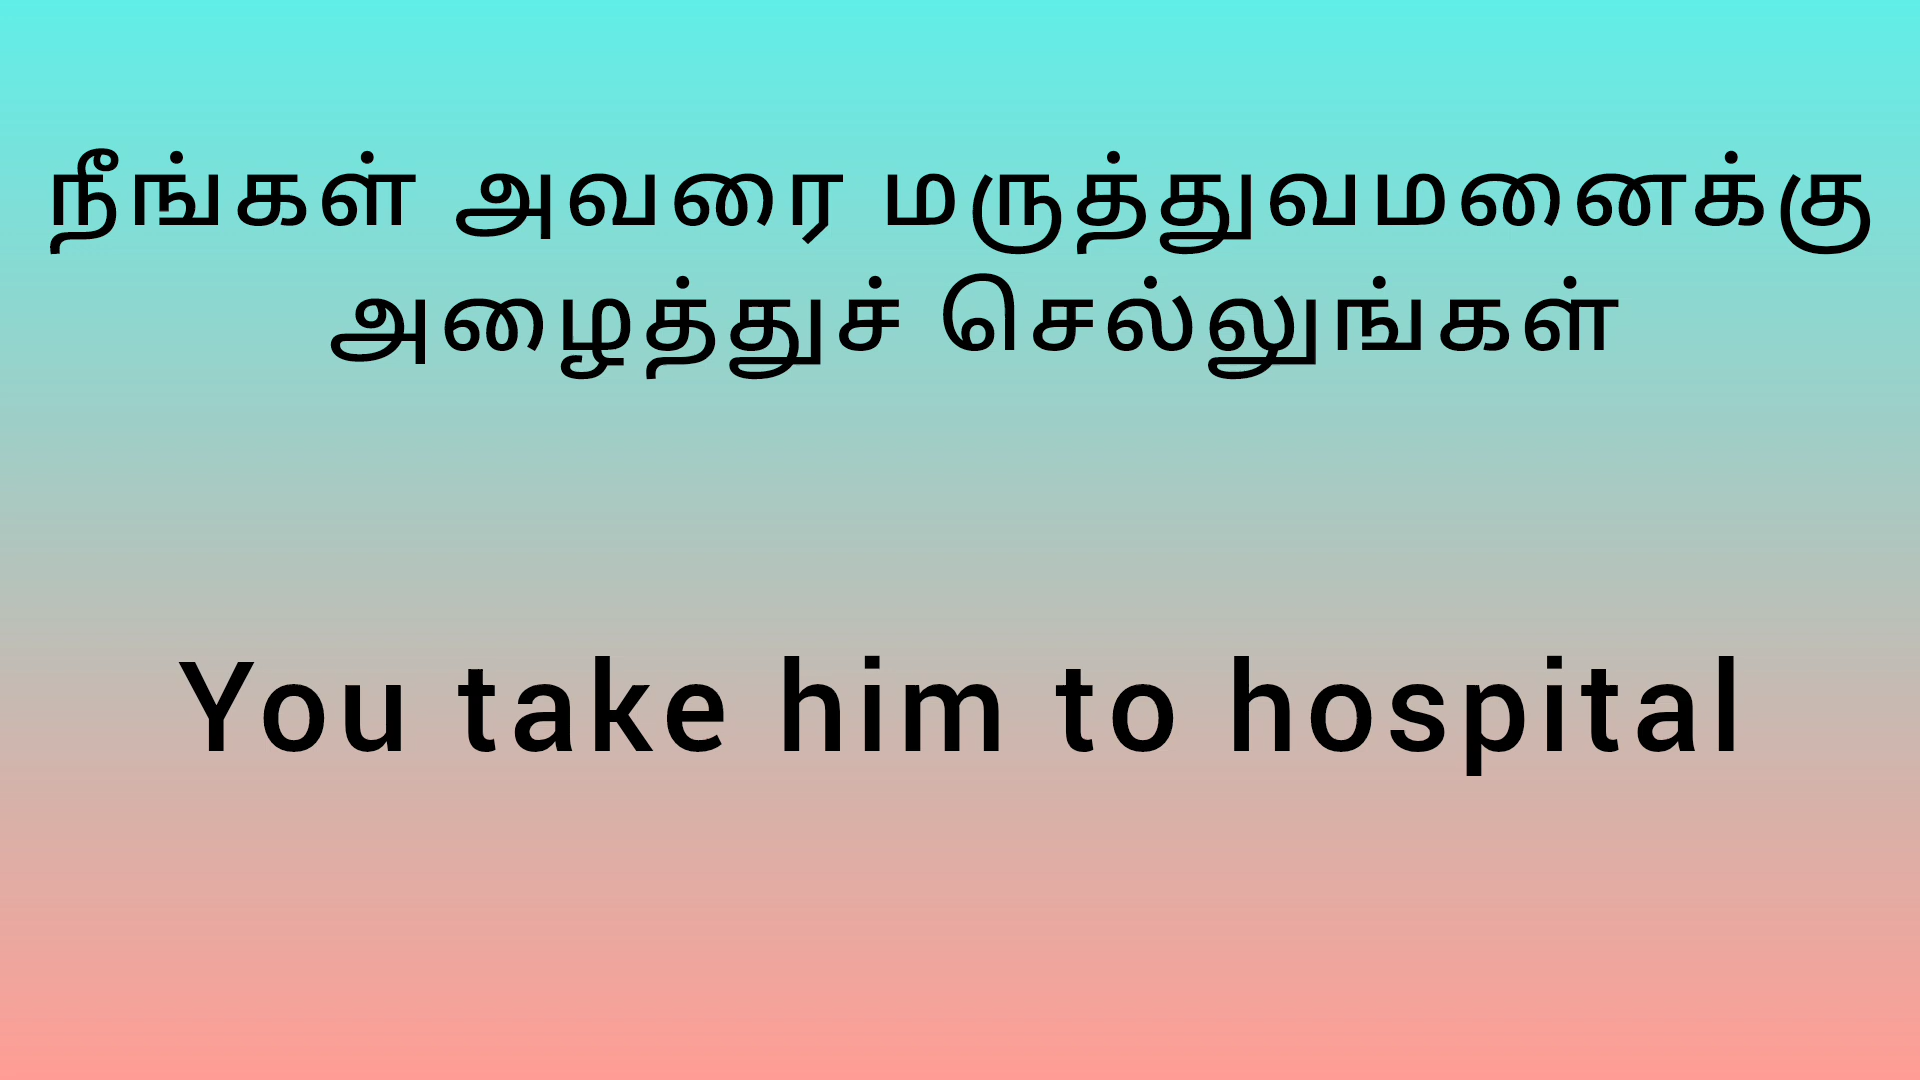 நீங்கள் அவரை மருத்துவமனைக்கு
அழைத்துச் செல்லுங்கள்
You take him to hospital